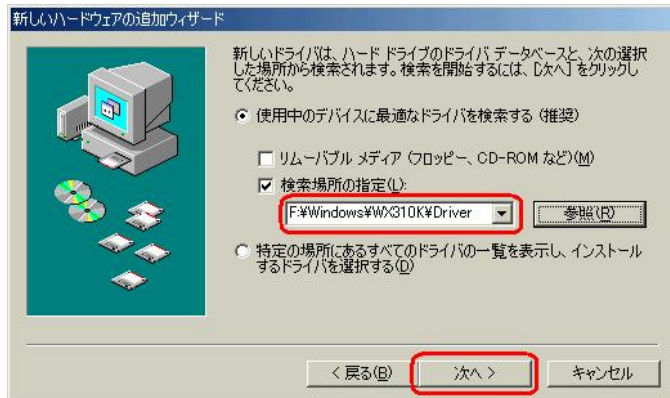 新しいハードウェアの追加ウィザード
新しいドライバは、ハード ドライブのドライバ データベースと、次の選択
した場所から検索されます。検索を開始するには、[次へ] をクリックし
てください。
使用中のデバイスに最適なドライバを検索する (推奨)
リムーバブル メディア (フロッピー、CD-ROM など)(M)
検索場所の指定(L):
F:¥Windows¥WX310K¥Driver
参照(R)
特定の場所にあるすべてのドライバの一覧を表示し、インストール
するドライバを選択する(D)
< 戻る(B)
次へ >
キャンセル